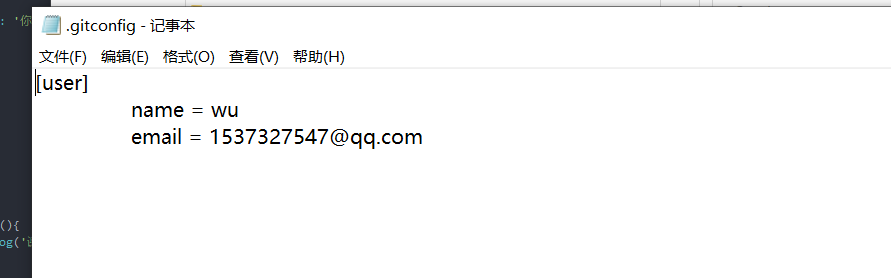 : '你
.gitconfig - 记事本
文件(F) 编辑(E) 格式(O) 查看(V) 帮助(H)
[user]
name = wu
email = 1537327547@qq.com
(){
og('